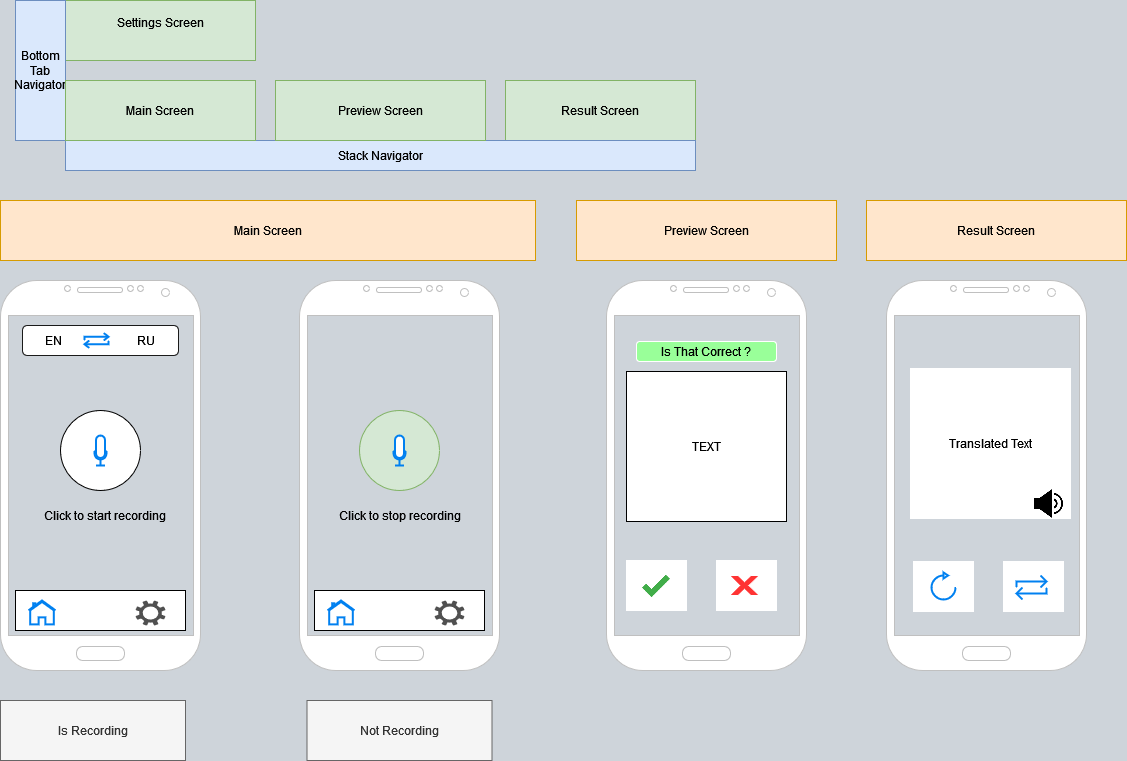 Settings Screen
Bottom
Tab
Navigator
Main Screen
Preview Screen
Result Screen
Stack Navigator
Main Screen
Preview Screen
Result Screen
EN
RU
Is That Correct ?
TEXT
Translated Text
Click to start recording
Click to stop recording
Is Recording
Not Recording